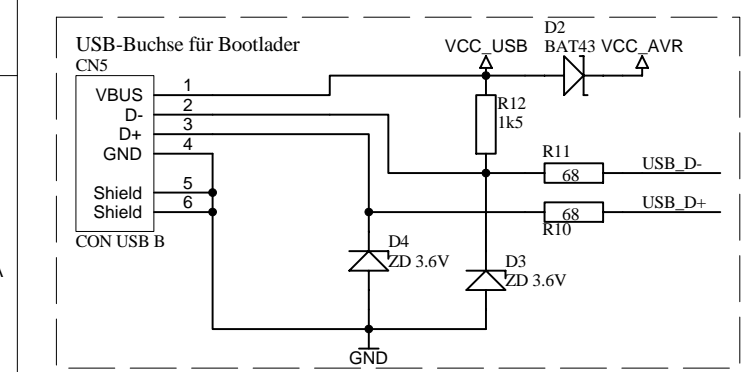 USB-Buchse für Bootlader
CN5
VBUS 1
D- 2
D+ 3
GND 4
Shield 5
Shield 6
CON USB B
VCC_USB
D2
BAT43
VCC_AVR
R12
1k5
R11
68
USB_D-
68
R10
USB_D+
D4
ZD 3.6V
D3
ZD 3.6V
GND
A